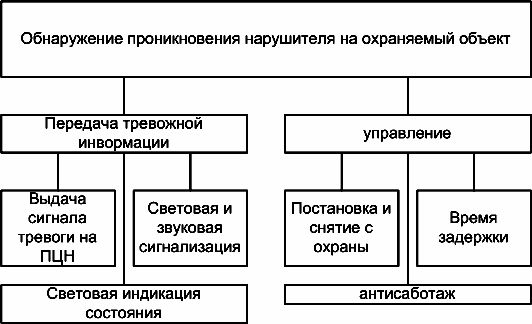 Обнаружение проникновения нарушителя на охраняемый объект
Передача тревожной
инвормации
управление
Выдача
сигнала
тревоги на
ПЦН
Световая и
звуковая
сигнализация
Постановка и
снятие с
охраны
Время
задержки
Световая индикация
состояния
антисаботаж